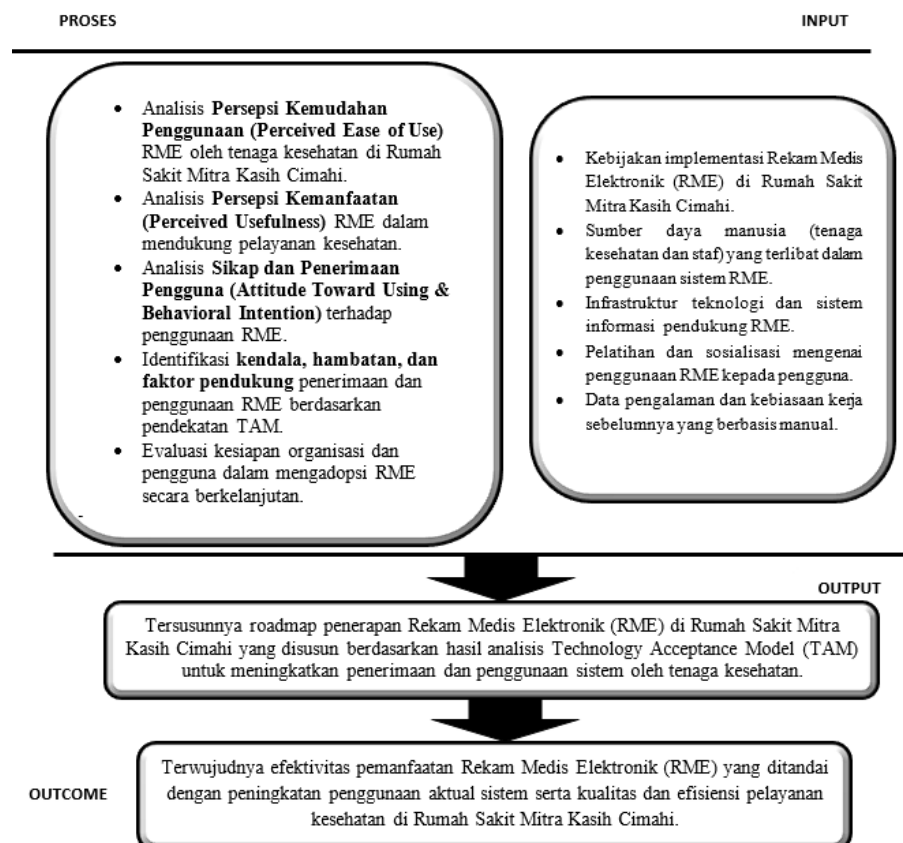 PROSES
INPUT
• Analisis Persepsi Kemudahan
Penggunaan (Perceived Ease of Use)
RME oleh tenaga kesehatan di Rumah
Sakit Mitra Kasih Cimahi.
• Analisis Persepsi Kemanfaatan
(Perceived Usefulness) RME dalam
mendukung pelayanan kesehatan.
• Analisis Sikap dan Penerimaan
Pengguna (Attitude Toward Using &
Behavioral Intention) terhadap
penggunaan RME.
• Identifikasi kendala, hambatan, dan
faktor pendukung penerimaan dan
penggunaan RME berdasarkan
pendekatan TAM.
• Evaluasi kesiapan organisasi dan
pengguna dalam mengadopsi RME
secara berkelanjutan.
-
• Kebijakan implementasi Rekam Medis
Elektronik (RME) di Rumah Sakit
Mitra Kasih Cimahi.
• Sumber daya manusia (tenaga
kesehatan dan staf) yang terlibat dalam
penggunaan sistem RME.
• Infrastruktur teknologi dan sistem
informasi pendukung RME.
• Pelatihan dan sosialisasi mengenai
penggunaan RME kepada pengguna.
• Data pengalaman dan kebiasaan kerja
sebelumnya yang berbasis manual.
OUTPUT
Tersusunnya roadmap penerapan Rekam Medis Elektronik (RME) di Rumah Sakit Mitra
Kasih Cimahi yang disusun berdasarkan hasil analisis Technology Acceptance Model (TAM)
untuk meningkatkan penerimaan dan penggunaan sistem oleh tenaga kesehatan.
OUTCOME
Terwujudnya efektivitas pemanfaatan Rekam Medis Elektronik (RME) yang ditandai
dengan peningkatan penggunaan aktual sistem serta kualitas dan efisiensi pelayanan
kesehatan di Rumah Sakit Mitra Kasih Cimahi.